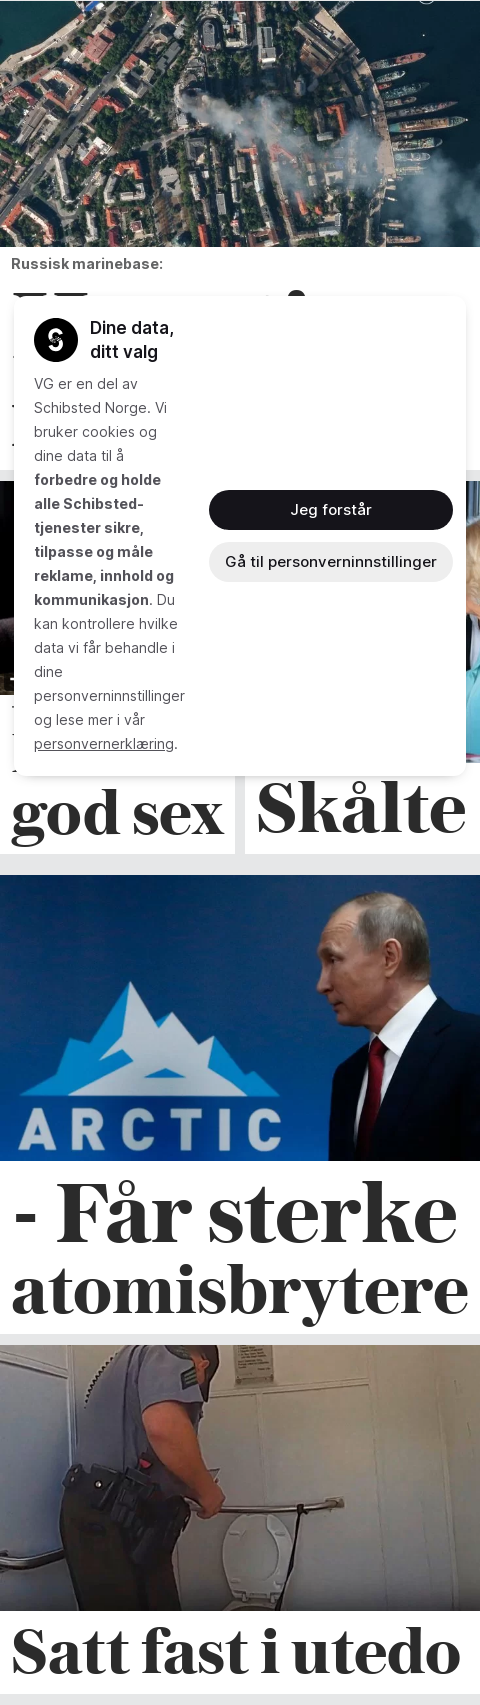 Russisk marinebase:
Dine data,
ditt valg
VG er en del av
Schibsted Norge. Vi
bruker cookies og
dine data til å
forbedre og holde
alle Schibsted-
tjenester sikre,
tilpasse og måle
reklame, innhold og
kommunikasjon. Du
kan kontrollere hvilke
data vi får behandle i
dine
personverninnstillinger
og lese mer i vår
personvernerklæring.
Jeg forstår
Gå til personverninnstillinger
god sex
Skålte
ARCTIC
- Får sterke
atomisbrytere
Satt fast i utedo